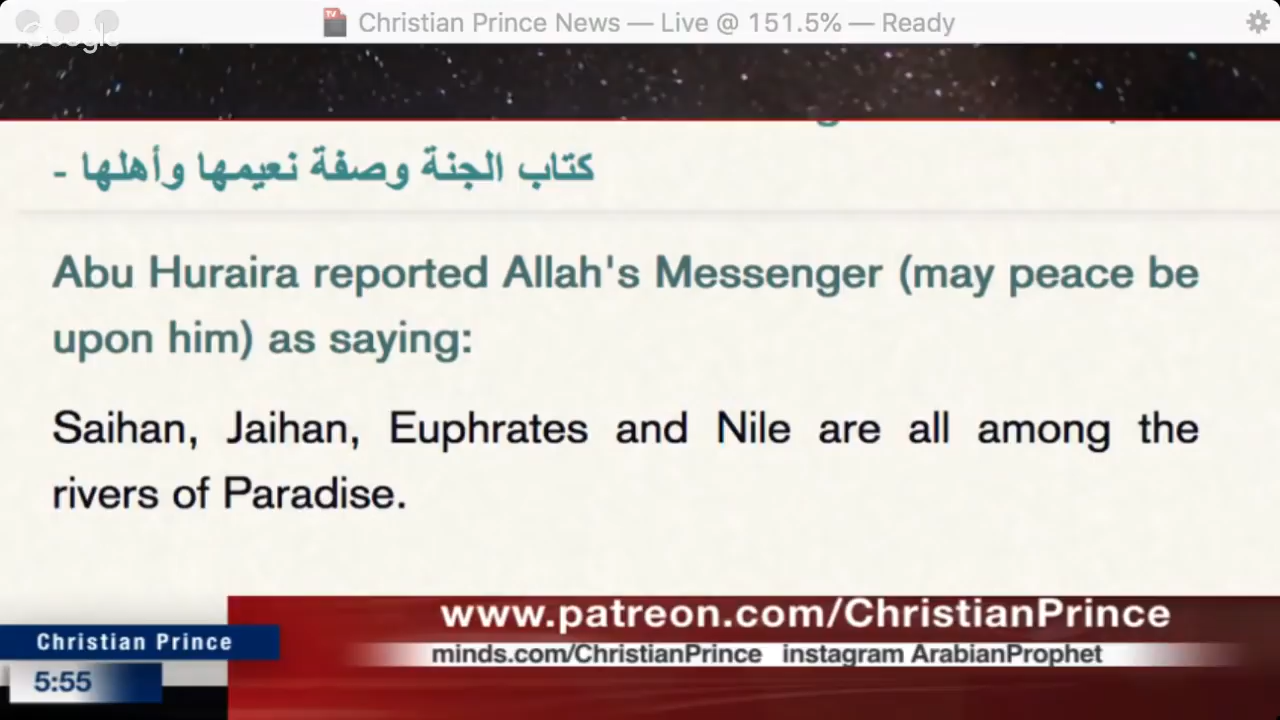 Christian Prince News — Live @ 151.5% — Ready
Google
كتاب الجنة وصفة نعيمها وأهلها -
Abu Huraira reported Allah's Messenger (may peace be
upon him) as saying:
Saihan, Jaihan, Euphrates and Nile are all among the
rivers of Paradise.
www.patreon.com/ChristianPrince
Christian Prince
minds.com/ChristianPrince instagram ArabianProphet
5:55